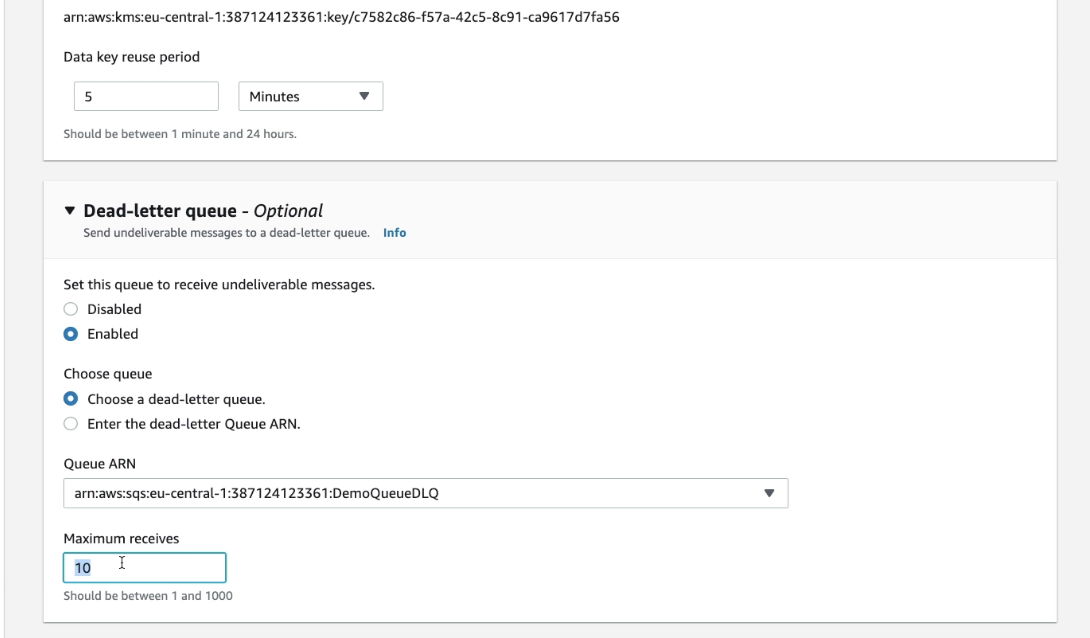 arn:aws:kms:eu-central-1:387124123361:key/c7582c86-f57a-42c5-8c91-ca9617d7fa56
Data key reuse period
5 Minutes
Should be between 1 minute and 24 hours.
Dead-letter queue - Optional
Send undeliverable messages to a dead-letter queue. Info
Set this queue to receive undeliverable messages.
Disabled
Enabled
Choose queue
Choose a dead-letter queue.
Enter the dead-letter Queue ARN.
Queue ARN
arn:aws:sqs:eu-central-1:387124123361:DemoQueueDLQ
Maximum receives
10
Should be between 1 and 1000